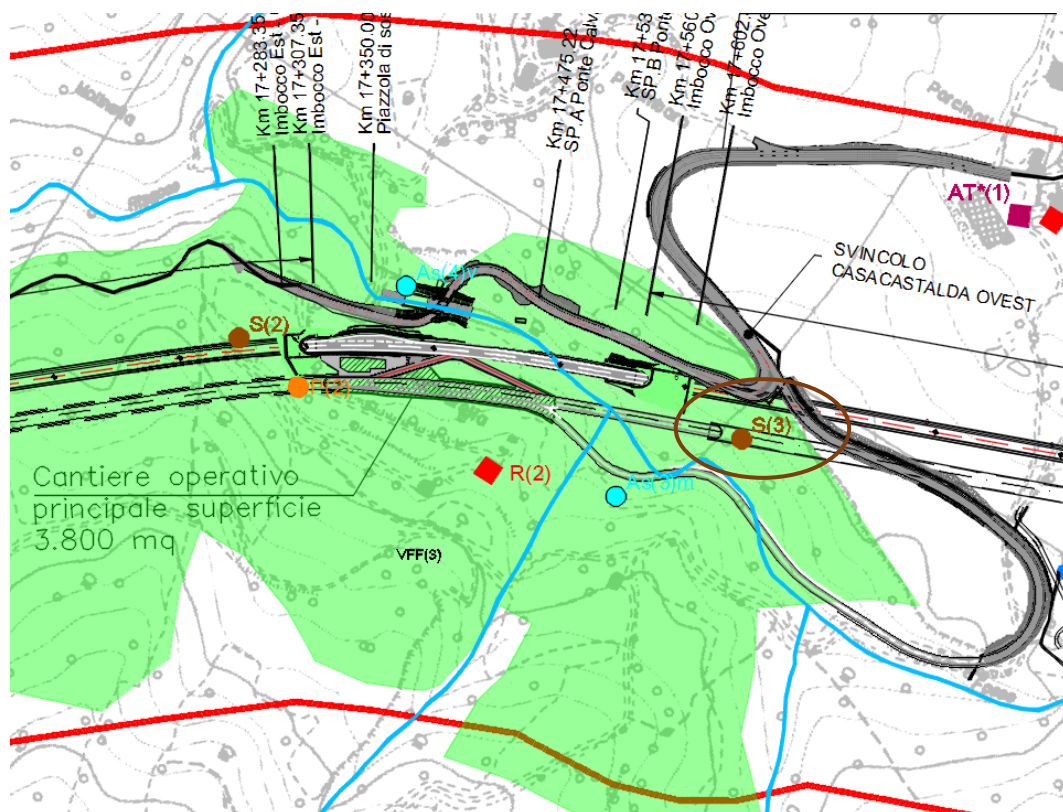 Km 17+283.35
Imbocco Est -
Km 17+307.35
Imbocco Est -
Km 17+350.00
Piazzola di sos
Km 17+475.22
SP.A Ponte Calv.
Km 17+53
SP.B Ponte
Km 17+560
Imbocco Ov
Km 17+602.
Imbocco Ove
Molina
AT*(1)
SVINCOLO
CASACASTALDA OVEST
As(4)v
S(2)
S(3)
R(2)
As(3)m
Cantiere operativo
principale superficie
3.800 mq
VFF(3)